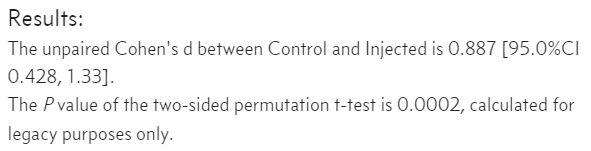 Results:
The unpaired Cohen's d between Control and Injected is 0.887 [95.0%CI
0.428, 1.33].
The P value of the two-sided permutation t-test is 0.0002, calculated for
legacy purposes only.